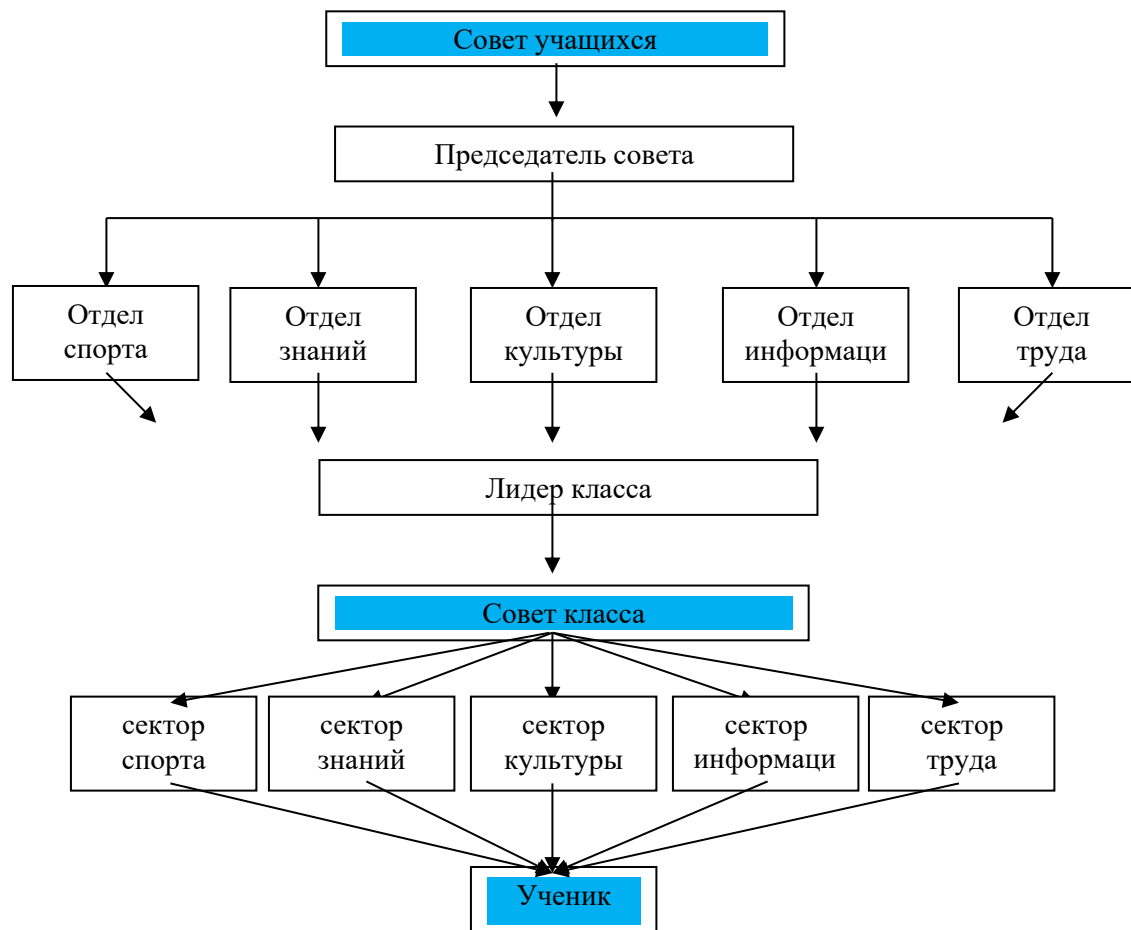 Совет учащихся
Председатель совета
Отдел
спорта
Отдел
знаний
Отдел
культуры
Отдел
информаци
Отдел
труда
Лидер класса
Совет класса
сектор
спорта
сектор
знаний
сектор
культуры
сектор
информаци
сектор
труда
Ученик